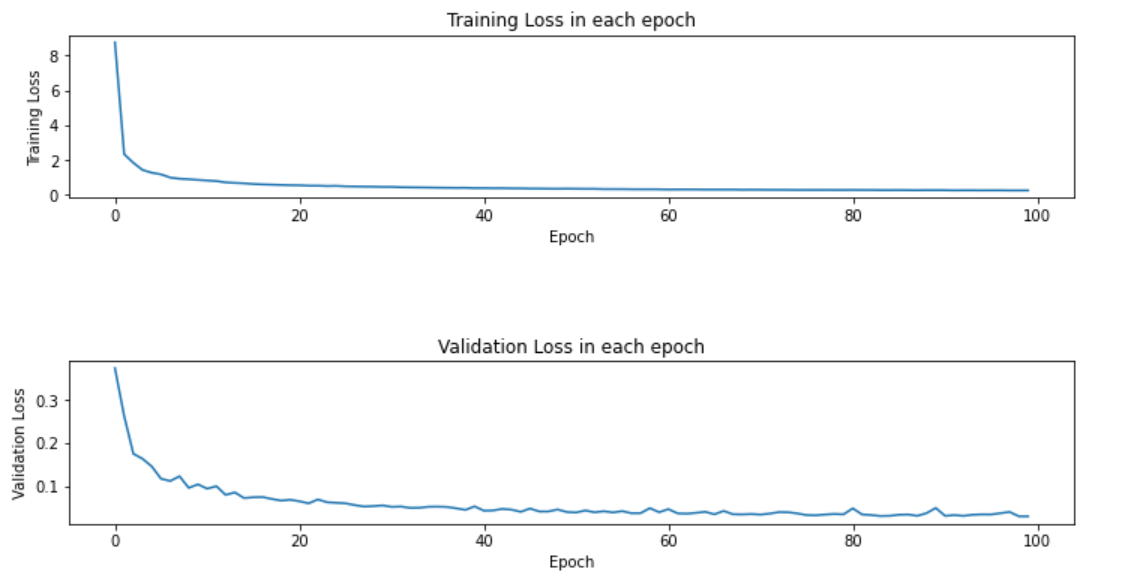 Training Loss in each epoch
Training Loss
8
6
4
2
0
0 20 40 60 80 100
Epoch
Validation Loss in each epoch
Validation Loss
0.3
0.2
0.1
0 20 40 60 80 100
Epoch